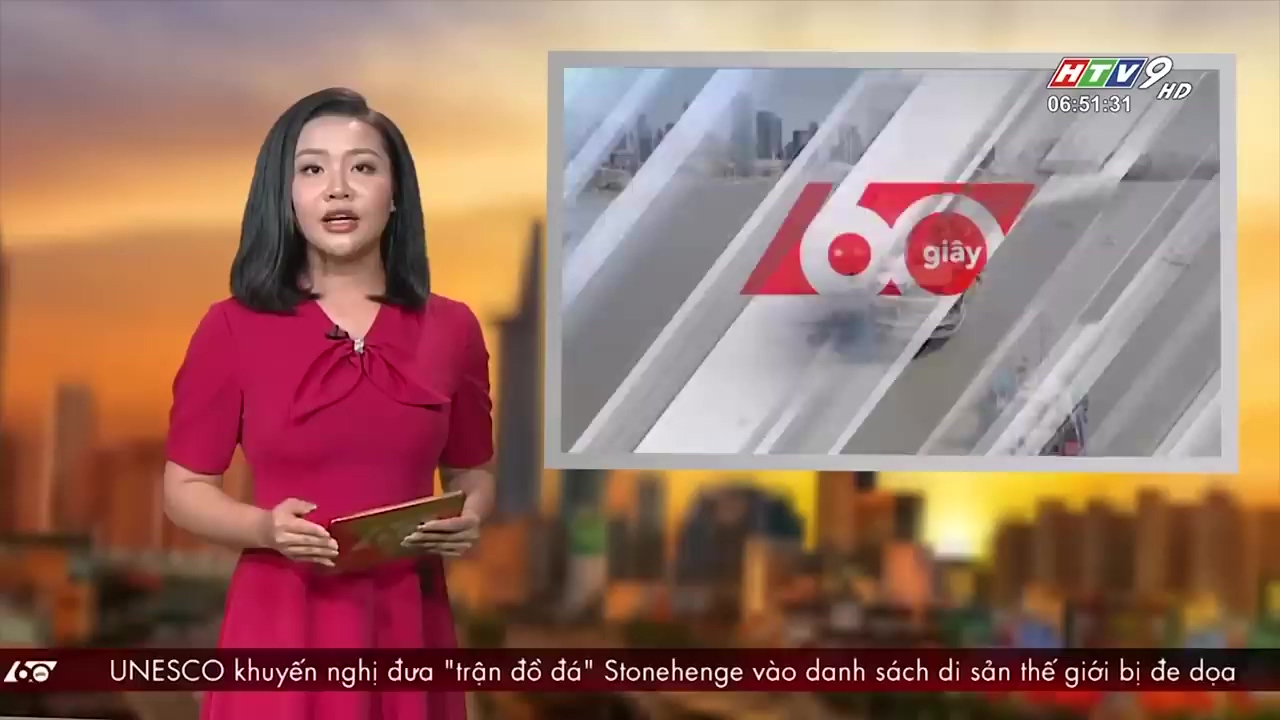 HTV9
HD
06:51:31
60
giây
60 UNESCO khuyến nghị đưa "trận đồ đá" Stonehenge vào danh sách di sản thế giới bị đe dọa